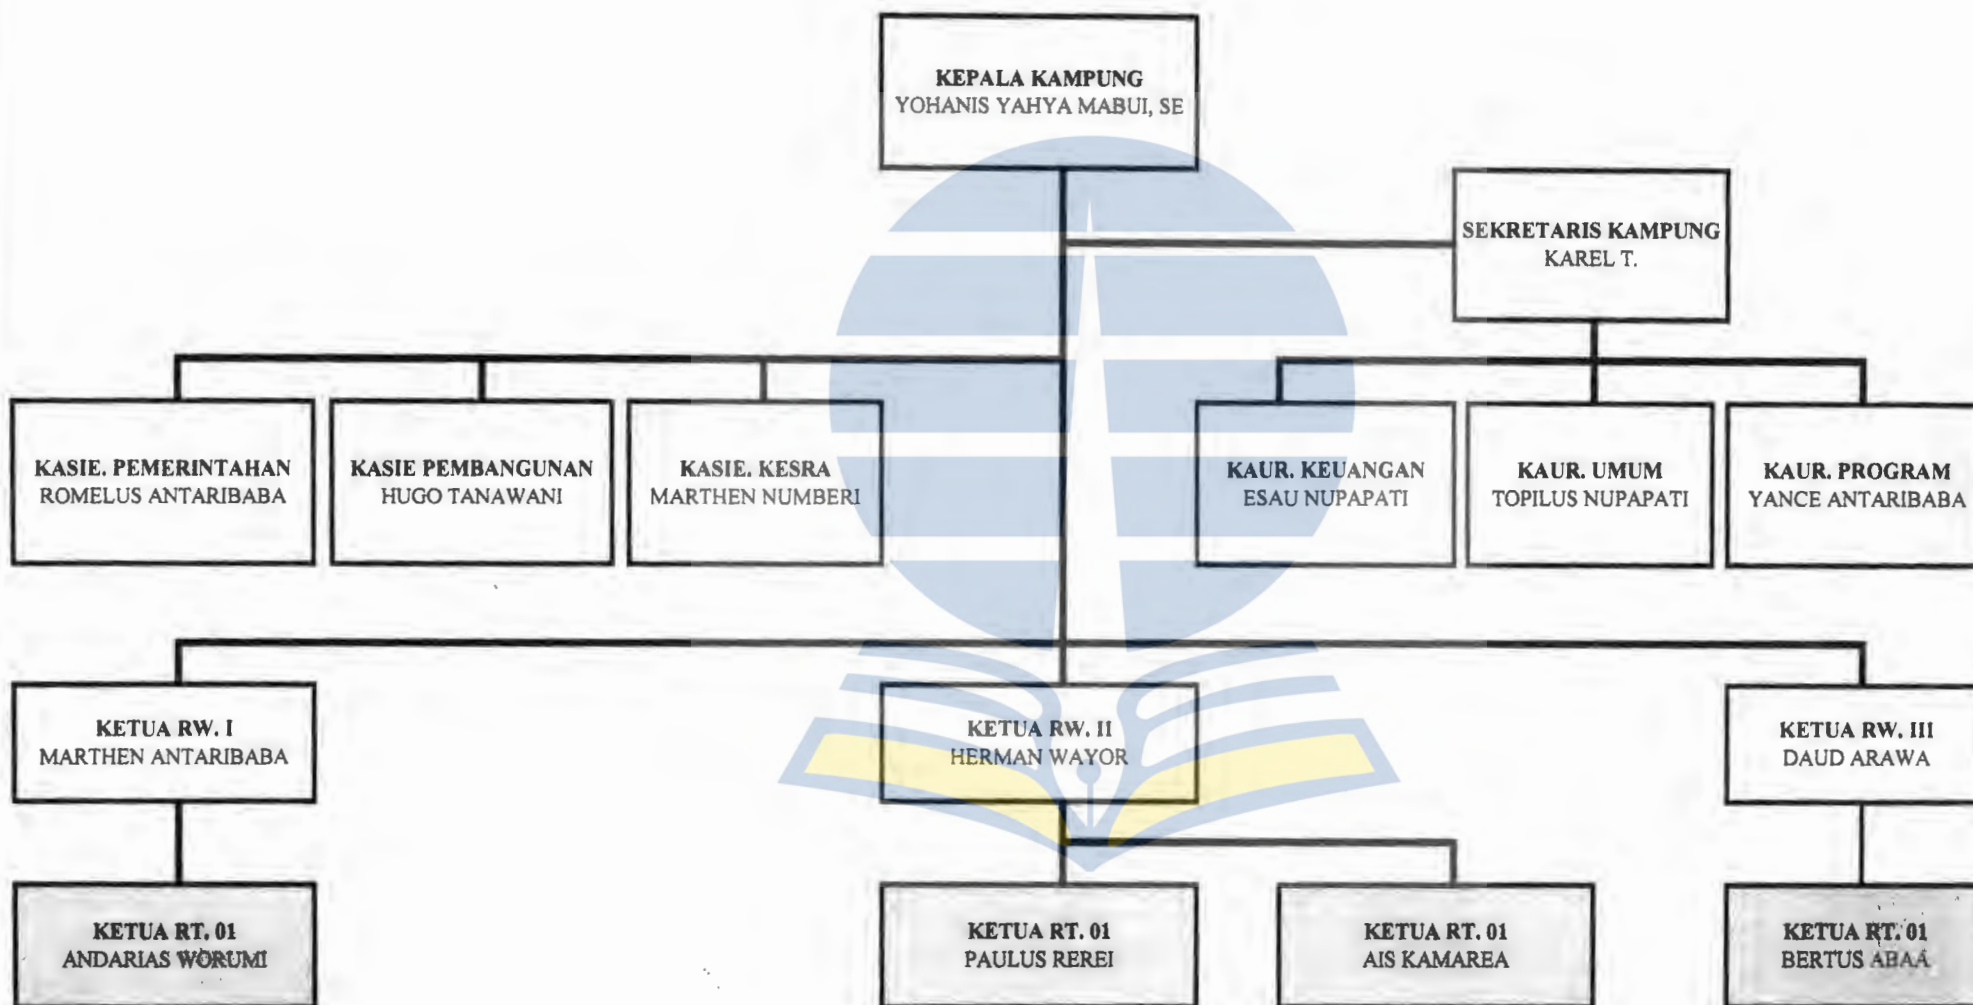 KEPALA KAMPUNG
YOHANIS YAHYA MABUI, SE
SEKRETARIS KAMPUNG
KAREL T.
KASIE. PEMERINTAHAN
ROMELUS ANTARIBABA
KASIE PEMBANGUNAN
HUGO TANAWANI
KASIE. KESRA
MARTHEN NUMBERI
KAUR. KEUANGAN
ESAU NUPAPATI
KAUR. UMUM
TOPILUS NUPAPATI
KAUR. PROGRAM
YANCE ANTARIBABA
KETUA RW. I
MARTHEN ANTARIBABA
KETUA RW. II
HERMAN WAYOR
KETUA RW. III
DAUD ARAWA
KETUA RT. 01
ANDARIAS WORUMI
KETUA RT. 01
PAULUS REREI
KETUA RT. 01
AIS KAMAREA
KETUA RT. 01
BERTUS ABAA